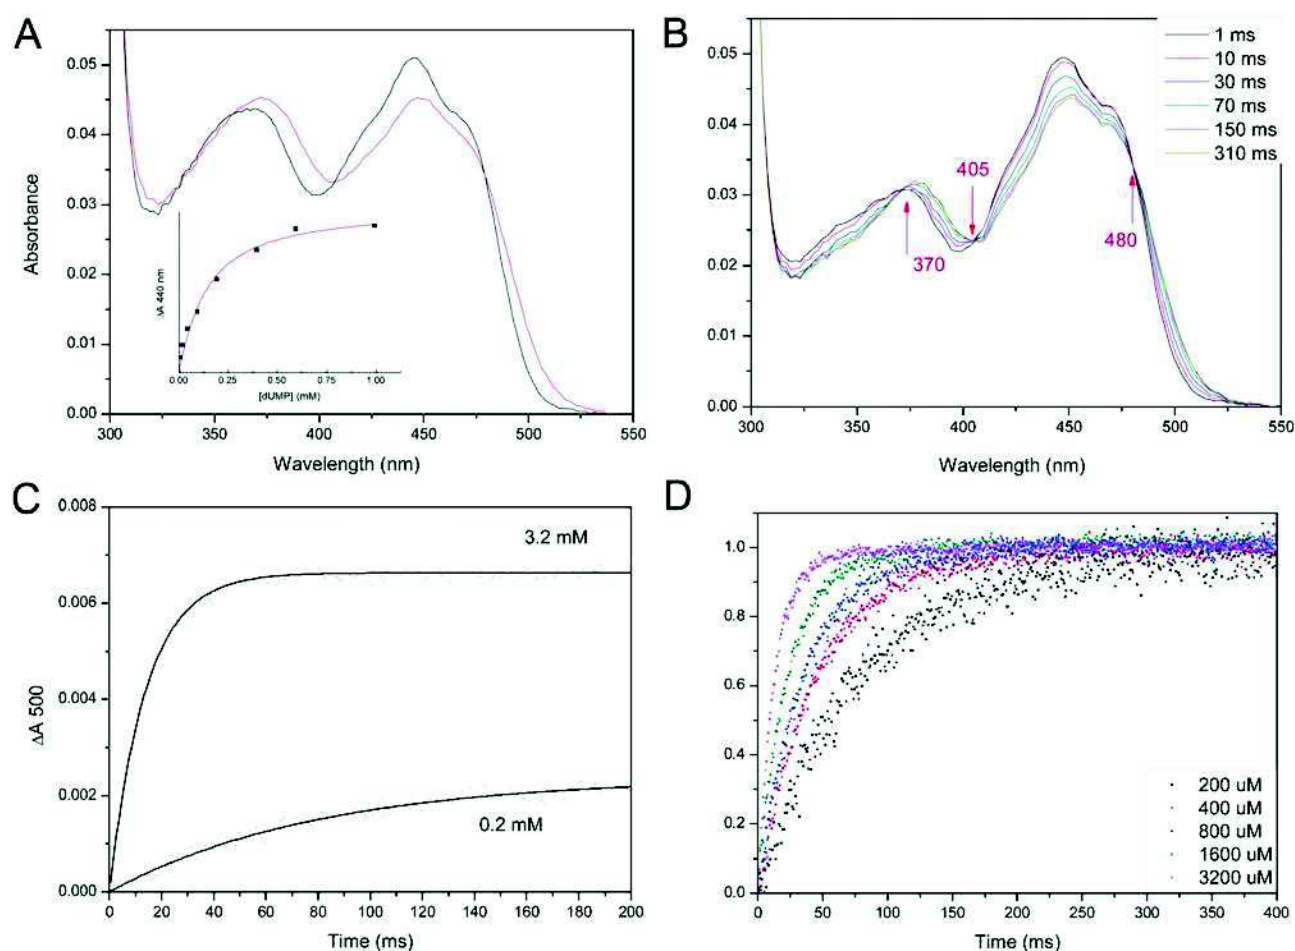 A
Absorbance
0.05
0.04
0.03
0.02
0.01
0.00
300 350 400 450 500 550
Wavelength (nm)
ΔA 440 nm
0.00 0.25 0.50 0.75 1.00
[dUMP] (mM)
B
0.05
0.04
0.03
0.02
0.01
0.00
300 350 400 450 500 550
Wavelength (nm)
1 ms
10 ms
30 ms
70 ms
150 ms
310 ms
405
370
480
C
ΔA 500
0.008
0.006
0.004
0.002
0.000
0 20 40 60 80 100 120 140 160 180 200
Time (ms)
3.2 mM
0.2 mM
D
1.0
0.8
0.6
0.4
0.2
0.0
0 50 100 150 200 250 300 350 400
Time (ms)
200 uM
400 uM
800 uM
1600 uM
3200 uM